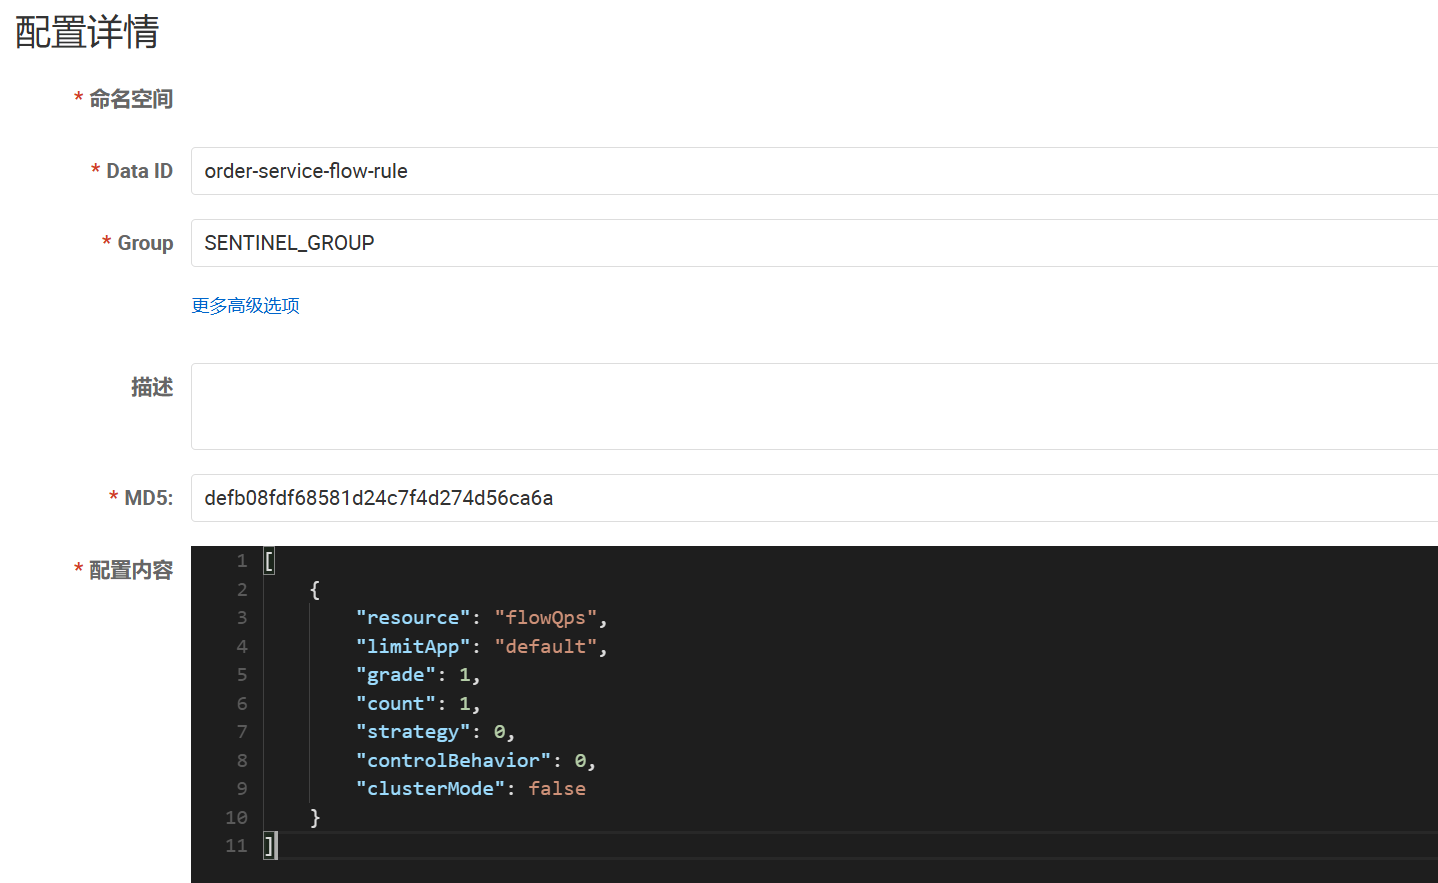 配置详情
* 命名空间
* Data ID order-service-flow-rule
* Group SENTINEL_GROUP
更多高级选项
描述
* MD5: defb08fdf68581d24c7f4d274d56ca6a
* 配置内容
1 [
2 {
3 "resource": "flowQps",
4 "limitApp": "default",
5 "grade": 1,
6 "count": 1,
7 "strategy": 0,
8 "controlBehavior": 0,
9 "clusterMode": false
10 }
11 ]